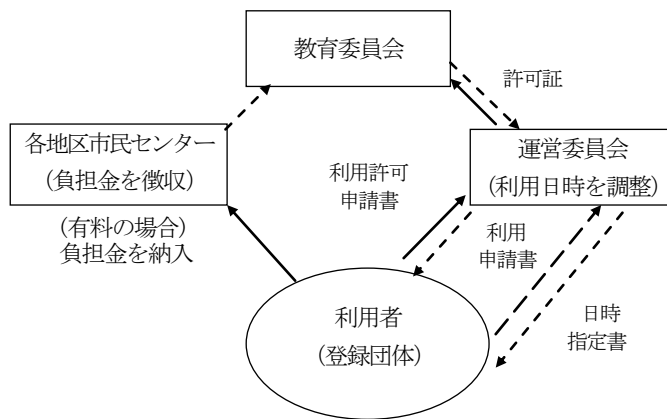 教育委員会
許可証
各地区市民センター
(負担金を徴収)
運営委員会
(利用日時を調整)
利用許可
申請書
(有料の場合)
負担金を納入
利用
申請書
利用者
(登録団体)
日時
指定書